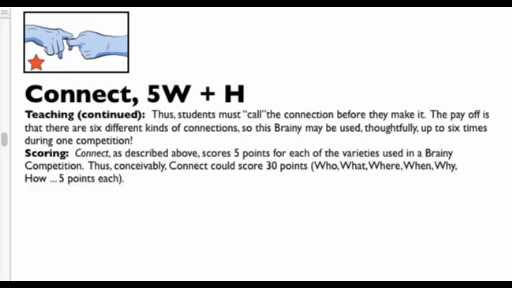 Connect, 5W + H
Teaching (continued): Thus, students must "call" the connection before they make it. The pay off is
that there are six different kinds of connections, so this Brainy may be used, thoughtfully, up to six times
during one competition!
Scoring: Connect, as described above, scores 5 points for each of the varieties used in a Brainy
Competition. Thus, conceivably, Connect could score 30 points (Who, What, Where, When, Why,
How ... 5 points each).